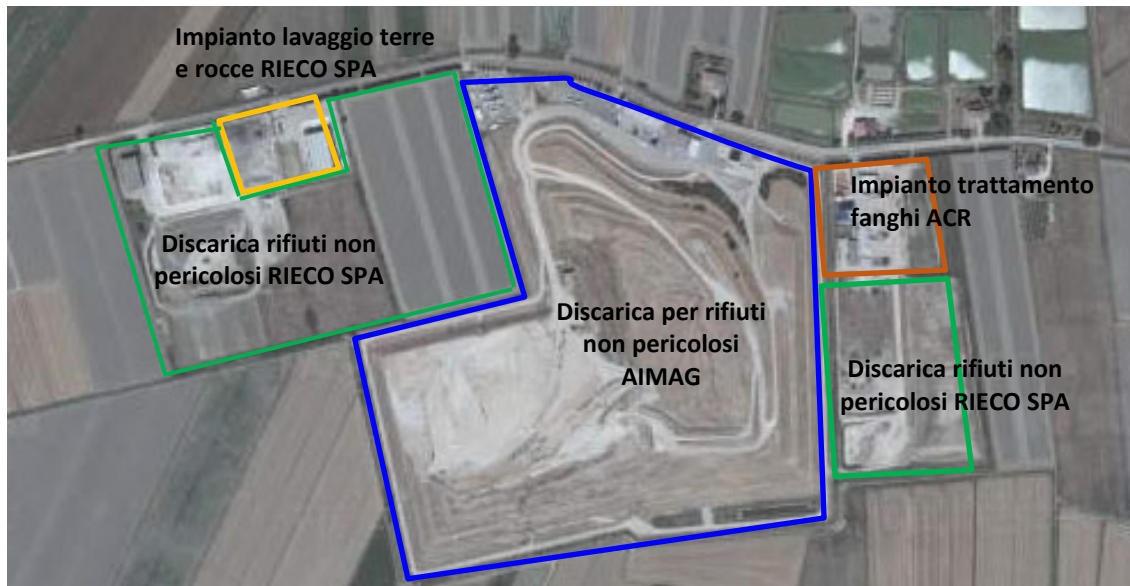 Impianto lavaggio terre
e rocce RIECO SPA
Discarica rifiuti non
pericolosi RIECO SPA
Discarica per rifiuti
non pericolosi
AIMAG
Impianto trattamento
fanghi ACR
Discarica rifiuti non
pericolosi RIECO SPA